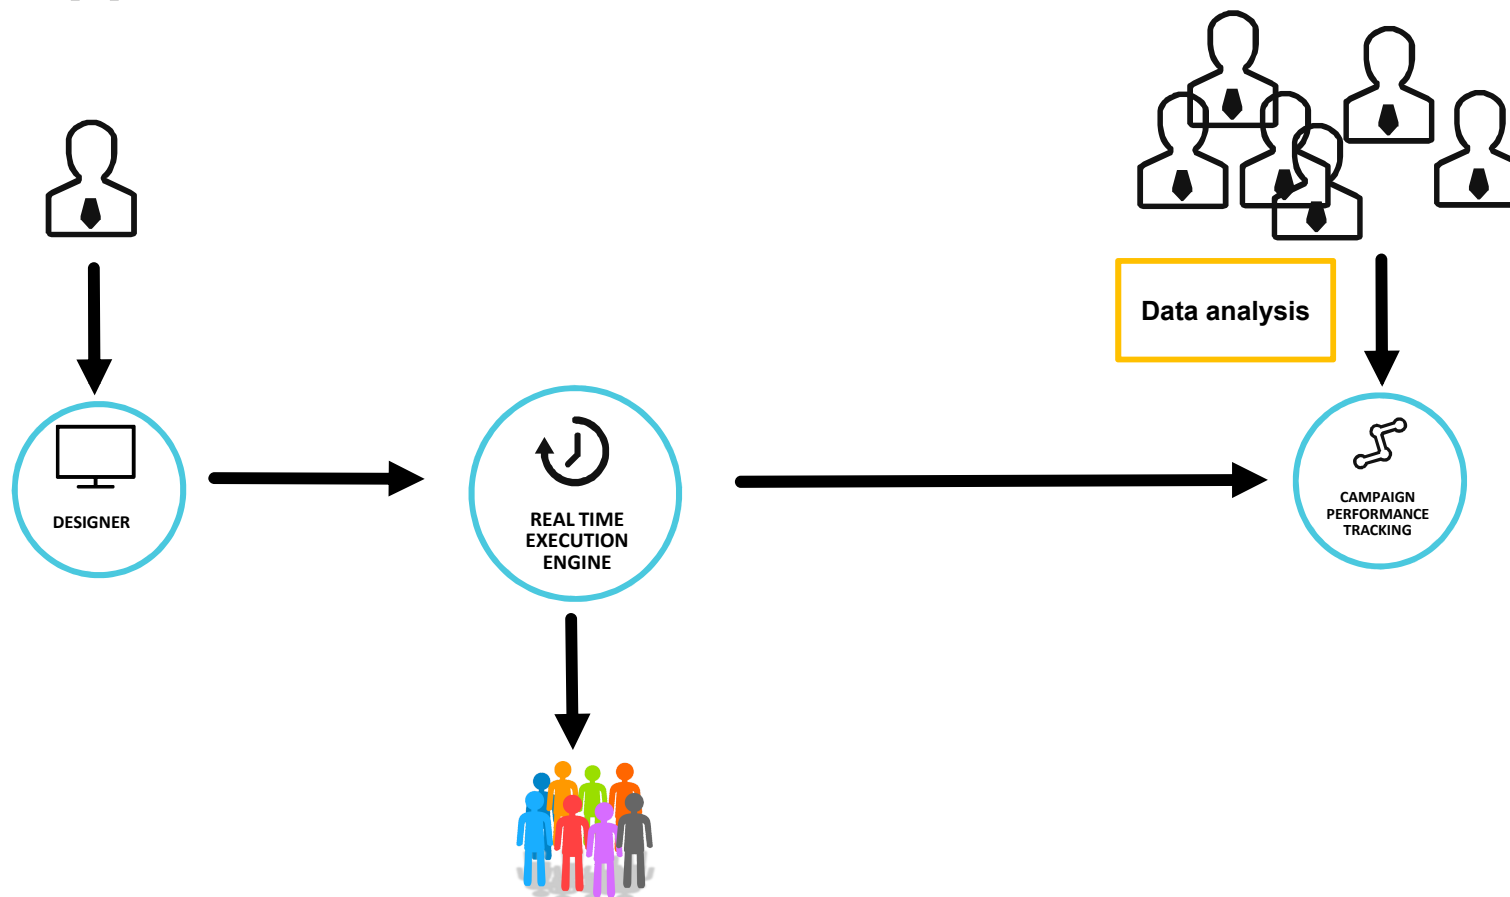 Data analysis
DESIGNER
REAL TIME
EXECUTION
ENGINE
CAMPAIGN
PERFORMANCE
TRACKING